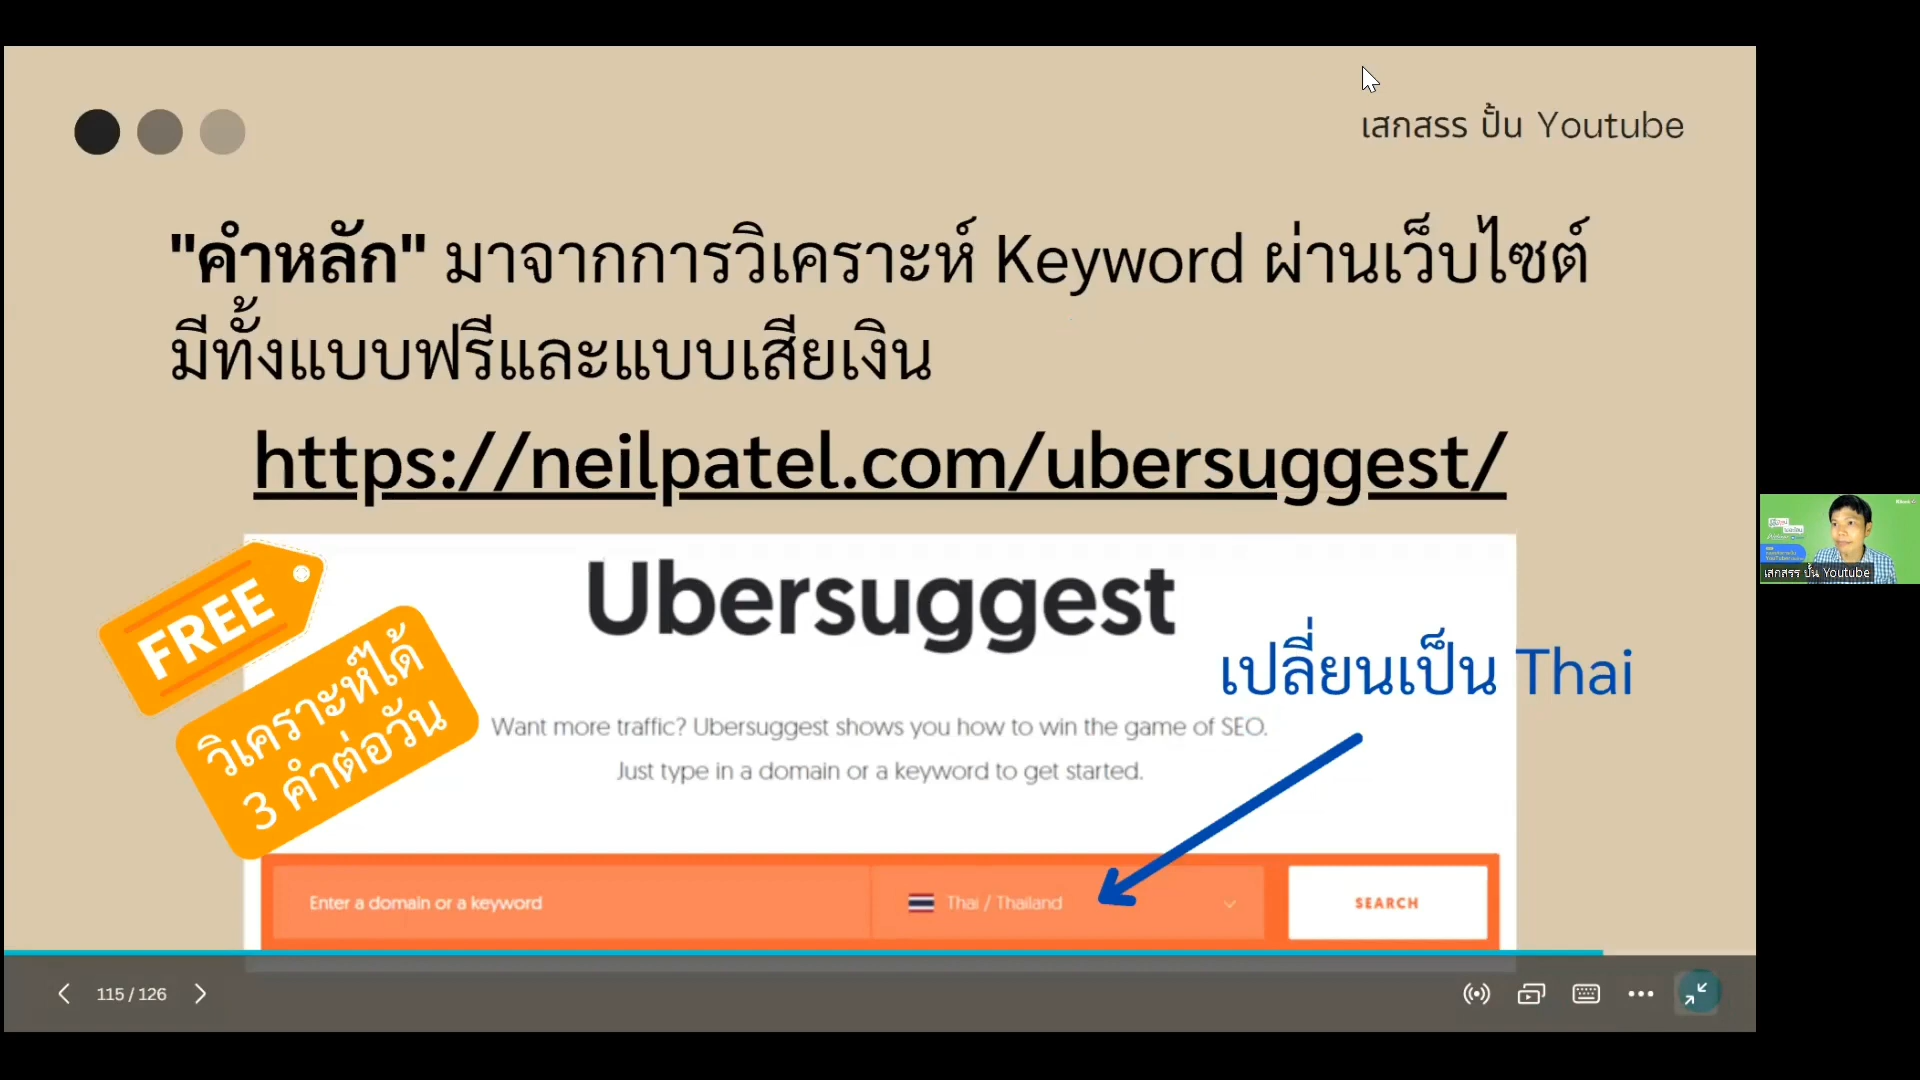 เสกสรร ปั้น Youtube
"คำหลัก" มาจากการวิเคราะห์ Keyword ผ่านเว็บไซต์
มีทั้งแบบฟรีและแบบเสียเงิน
https://neilpatel.com/ubersuggest/
FREE
วิเคราะห์ได้
3 คำต่อวัน
Ubersuggest
เปลี่ยนเป็น Thai
Want more traffic? Ubersuggest shows you how to win the game of SEO.
Just type in a domain or a keyword to get started.
Enter a domain or a keyword
Thai / Thailand
SEARCH
115 / 126
เสกสรร ปั้น Youtube